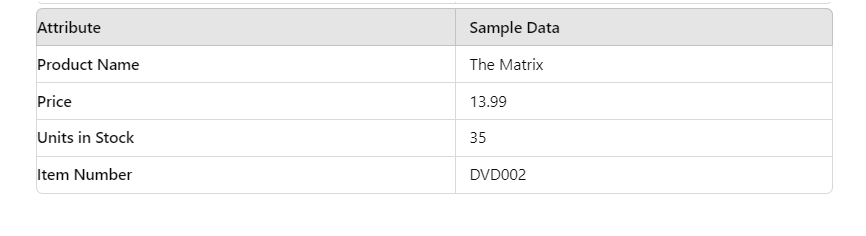 Attribute Sample Data
Product Name The Matrix
Price 13.99
Units in Stock 35
Item Number DVD002